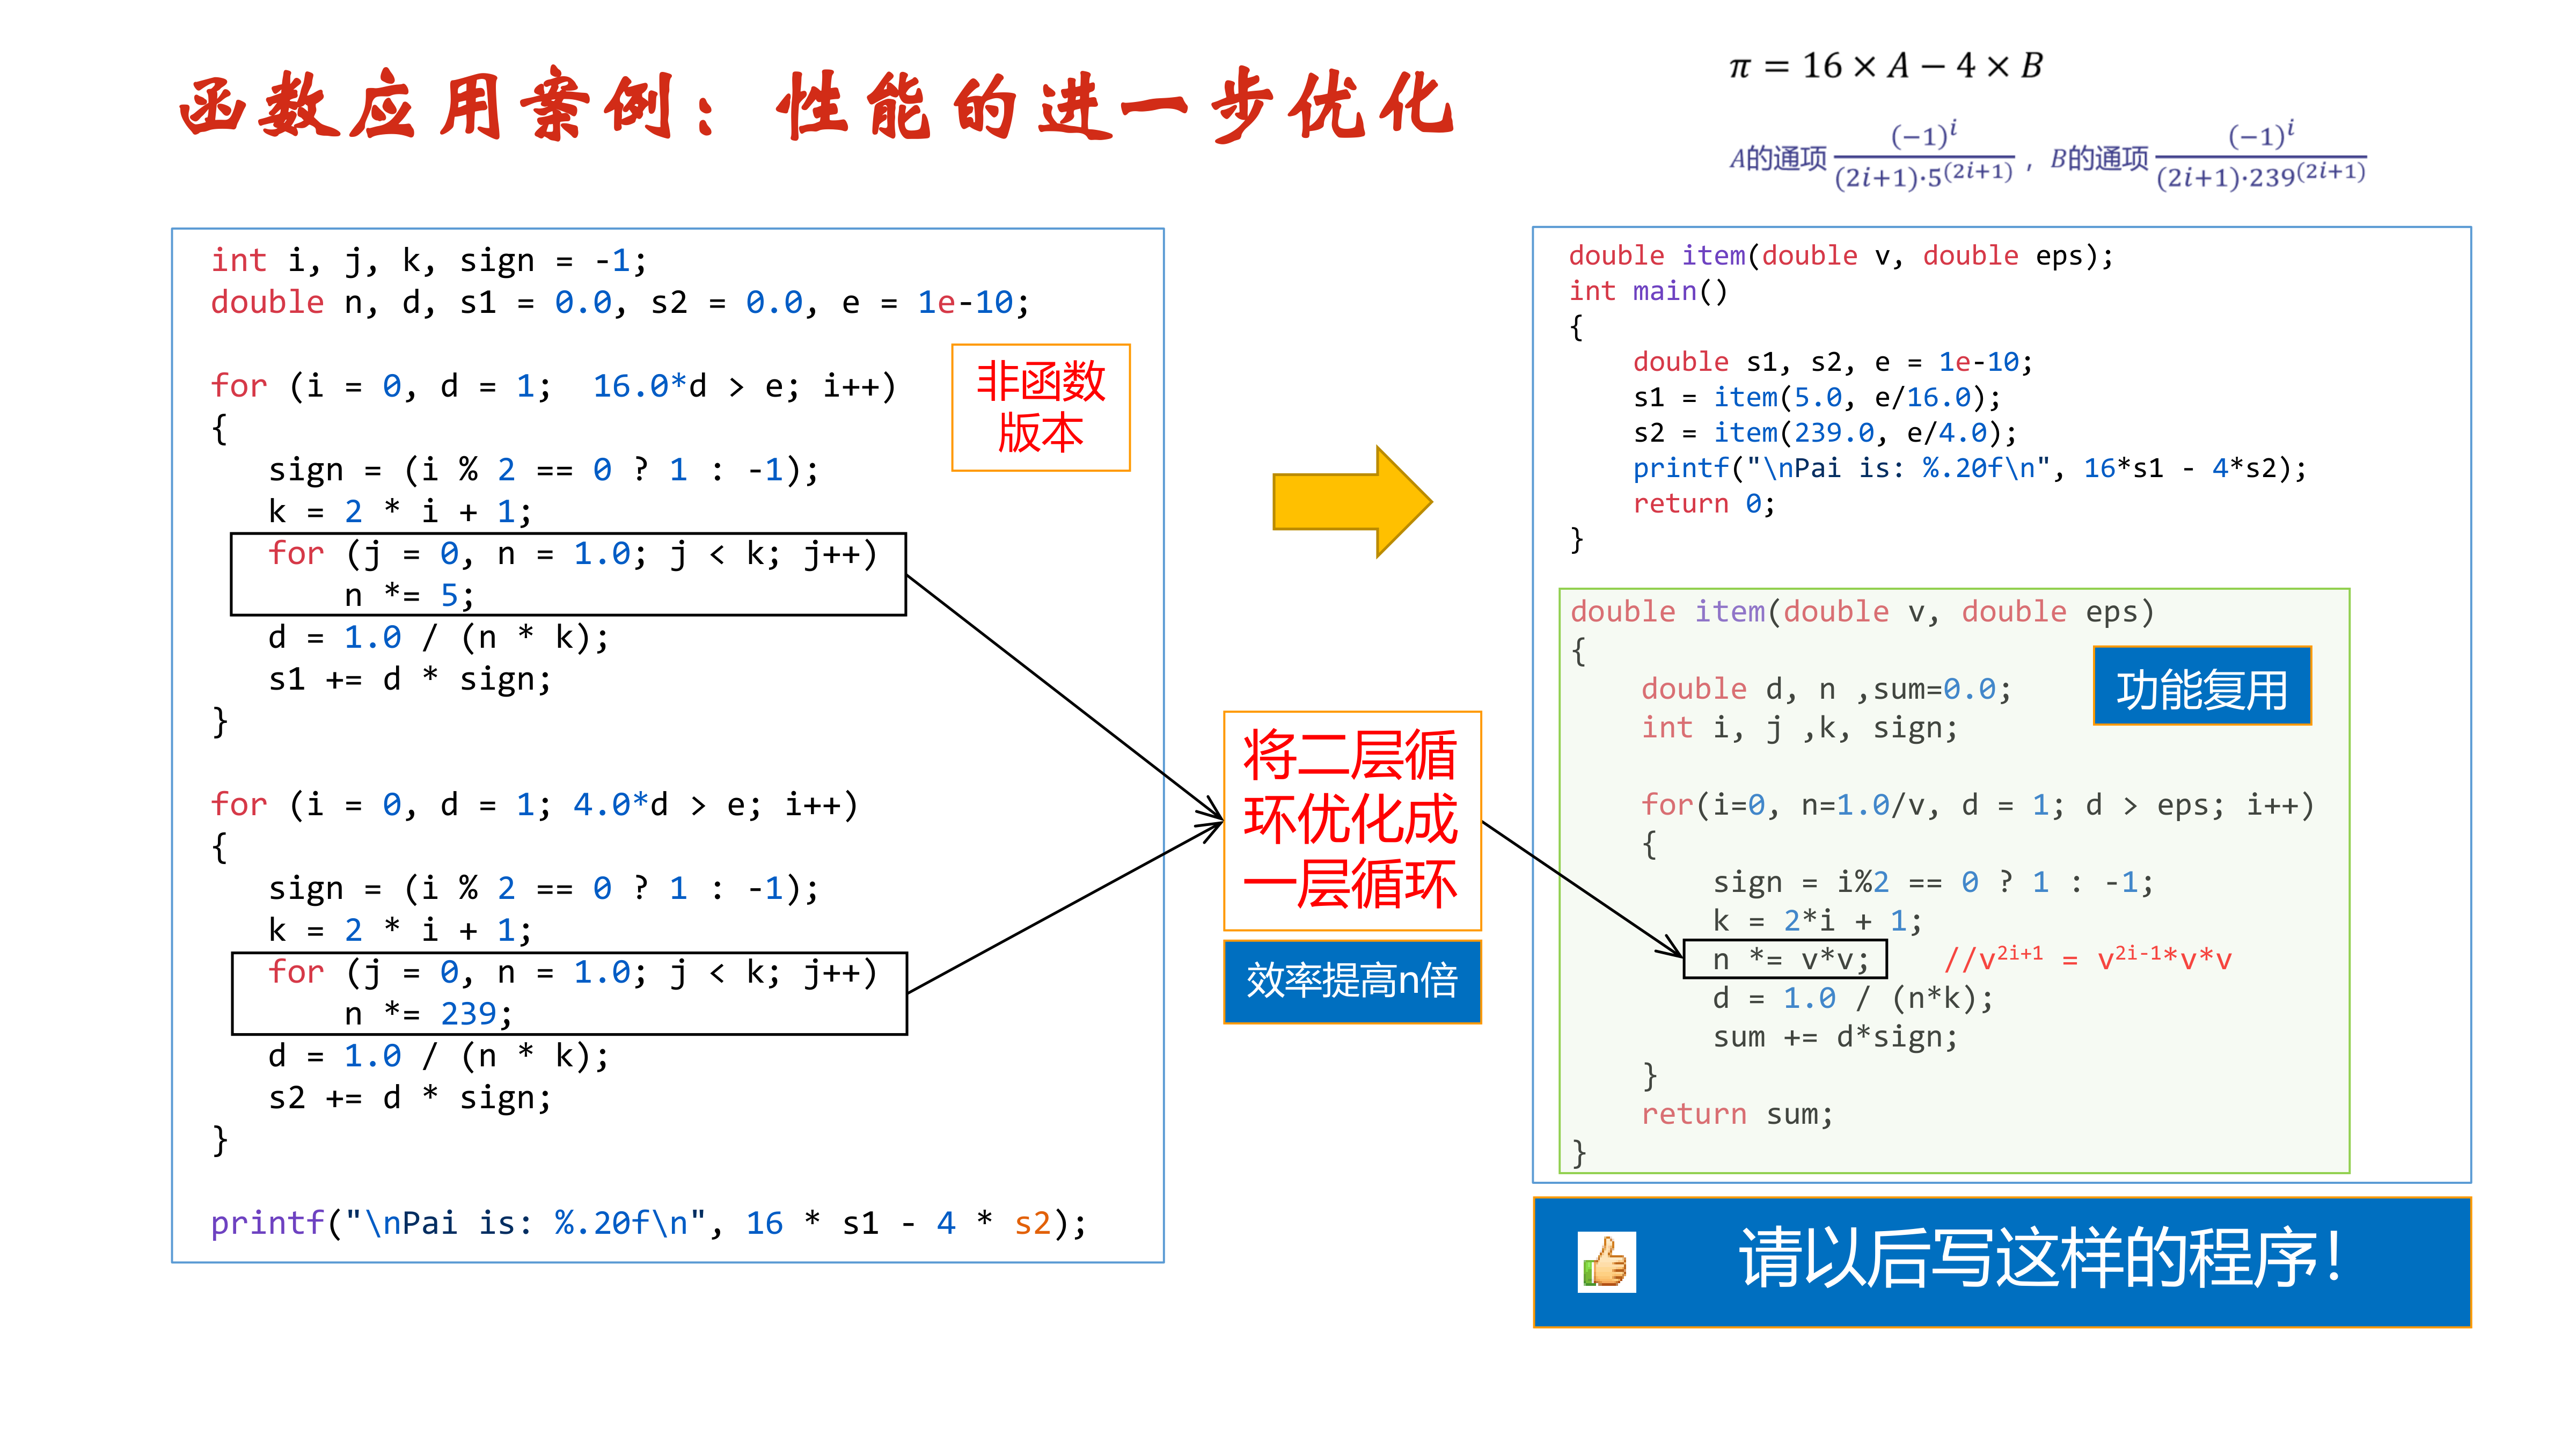 函数应用案例：性能的进一步优化
π = 16 × A − 4 × B
A的通项 (−1)^i / (2i+1)·5^(2i+1) ，B的通项 (−1)^i / (2i+1)·239^(2i+1)
int i, j, k, sign = -1;
double n, d, s1 = 0.0, s2 = 0.0, e = 1e-10;
for (i = 0, d = 1;  16.0*d > e; i++)
{
sign = (i % 2 == 0 ? 1 : -1);
k = 2 * i + 1;
for (j = 0, n = 1.0; j < k; j++)
n *= 5;
d = 1.0 / (n * k);
s1 += d * sign;
}
for (i = 0, d = 1; 4.0*d > e; i++)
{
sign = (i % 2 == 0 ? 1 : -1);
k = 2 * i + 1;
for (j = 0, n = 1.0; j < k; j++)
n *= 239;
d = 1.0 / (n * k);
s2 += d * sign;
}
printf("\nPai is: %.20f\n", 16 * s1 - 4 * s2);
非函数
版本
将二层循
环优化成
一层循环
效率提高n倍
double item(double v, double eps);
int main()
{
double s1, s2, e = 1e-10;
s1 = item(5.0, e/16.0);
s2 = item(239.0, e/4.0);
printf("\nPai is: %.20f\n", 16*s1 - 4*s2);
return 0;
}
double item(double v, double eps)
{
double d, n ,sum=0.0;
int i, j ,k, sign;
for(i=0, n=1.0/v, d = 1; d > eps; i++)
{
sign = i%2 == 0 ? 1 : -1;
k = 2*i + 1;
n *= v*v; //v^2i+1 = v^2i-1*v*v
d = 1.0 / (n*k);
sum += d*sign;
}
return sum;
}
功能复用
请以后写这样的程序！